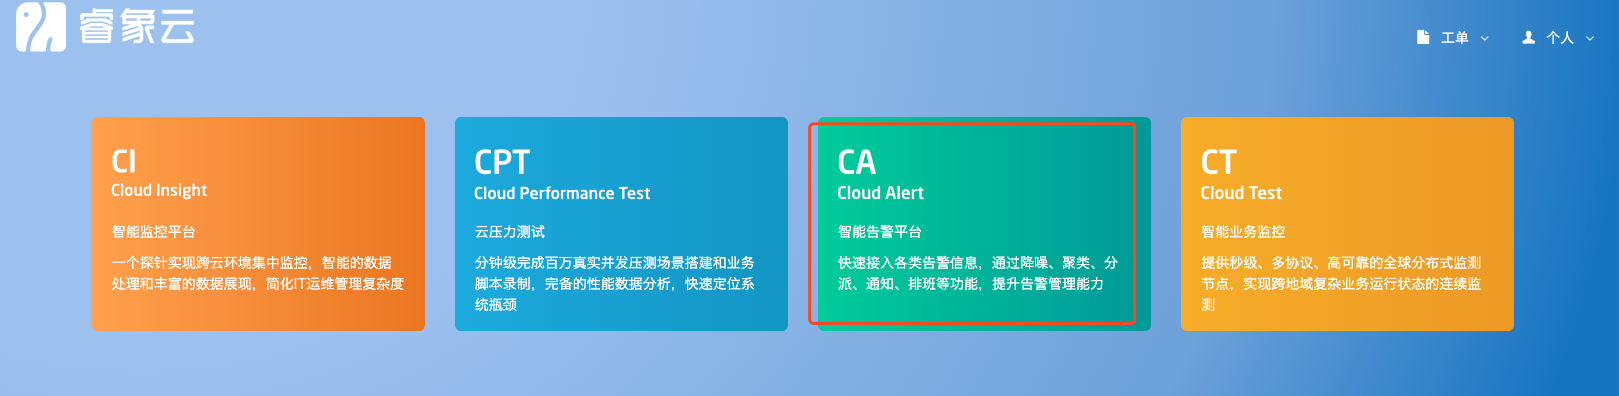 睿象云
工单
个人
CI
Cloud Insight
智能监控平台
一个探针实现跨云环境集中监控，智能的数据
处理和丰富的数据展现，简化IT运维管理复杂度
CPT
Cloud Performance Test
云压力测试
分钟级完成百万真实并发压测场景搭建和业务
脚本录制，完备的性能数据分析，快速定位系
统瓶颈
CA
Cloud Alert
智能告警平台
快速接入各类告警信息，通过降噪、聚类、分
派、通知、排班等功能，提升告警管理能力
CT
Cloud Test
智能业务监控
提供秒级、多协议、高可靠的全球分布式监测
节点，实现跨地域复杂业务运行状态的连续监
测